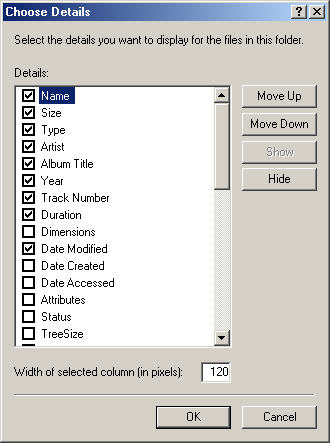 Choose Details
Select the details you want to display for the files in this folder.
Details:
Name
Size
Type
Artist
Album Title
Year
Track Number
Duration
Dimensions
Date Modified
Date Created
Date Accessed
Attributes
Status
TreeSize
Move Up
Move Down
Show
Hide
Width of selected column (in pixels): 120
OK Cancel